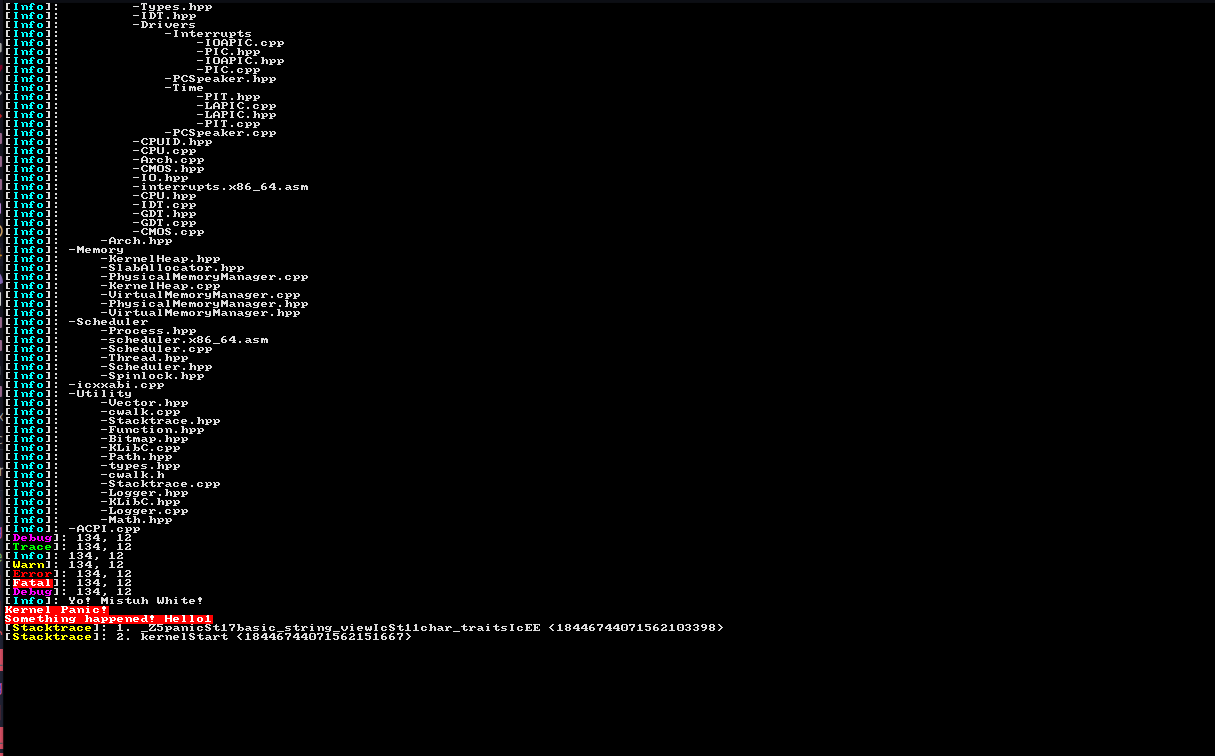 [Info]: -Types.hpp
[Info]: -IDT.hpp
[Info]: -Drivers
[Info]: -Interrupts
[Info]: -IOAPIC.cpp
[Info]: -PIC.hpp
[Info]: -IOAPIC.hpp
[Info]: -PIC.cpp
[Info]: -PCSpeaker.hpp
[Info]: -Time
[Info]: -PIT.hpp
[Info]: -LAPIC.cpp
[Info]: -LAPIC.hpp
[Info]: -PIT.cpp
[Info]: -PCSpeaker.cpp
[Info]: -CPUID.hpp
[Info]: -CPU.cpp
[Info]: -Arch.cpp
[Info]: -CMOS.hpp
[Info]: -IO.hpp
[Info]: -interrupts.x86_64.asm
[Info]: -CPU.hpp
[Info]: -IDT.cpp
[Info]: -GDT.hpp
[Info]: -GDT.cpp
[Info]: -CMOS.cpp
[Info]: -Arch.hpp
[Info]: -Memory
[Info]: -KernelHeap.hpp
[Info]: -SlabAllocator.hpp
[Info]: -PhysicalMemoryManager.cpp
[Info]: -KernelHeap.cpp
[Info]: -VirtualMemoryManager.cpp
[Info]: -PhysicalMemoryManager.hpp
[Info]: -VirtualMemoryManager.hpp
[Info]: -Scheduler
[Info]: -Process.hpp
[Info]: -scheduler.x86_64.asm
[Info]: -Scheduler.cpp
[Info]: -Thread.hpp
[Info]: -Scheduler.hpp
[Info]: -Spinlock.hpp
[Info]: -icxxabi.cpp
[Info]: -Utility
[Info]: -Vector.hpp
[Info]: -cwalk.cpp
[Info]: -Stacktrace.hpp
[Info]: -Function.hpp
[Info]: -Bitmap.hpp
[Info]: -KLibC.cpp
[Info]: -Path.hpp
[Info]: -types.hpp
[Info]: -cwalk.h
[Info]: -Stacktrace.cpp
[Info]: -Logger.hpp
[Info]: -KLibC.hpp
[Info]: -Logger.cpp
[Info]: -Math.hpp
[Info]: -ACPI.cpp
[Debug]: 134, 12
[Trace]: 134, 12
[Info]: 134, 12
[Warn]: 134, 12
[Error]: 134, 12
[Fatal]: 134, 12
[Debug]: 134, 12
[Info]: Yo! Mistuh White!
Kernel Panic!
Something happened! Hello1
[Stacktrace]: 1. _Z5panicSt17basic_string_viewIcSt11char_traitsIcEE <18446744071562103398>
[Stacktrace]: 2. kernelStart <18446744071562151667>